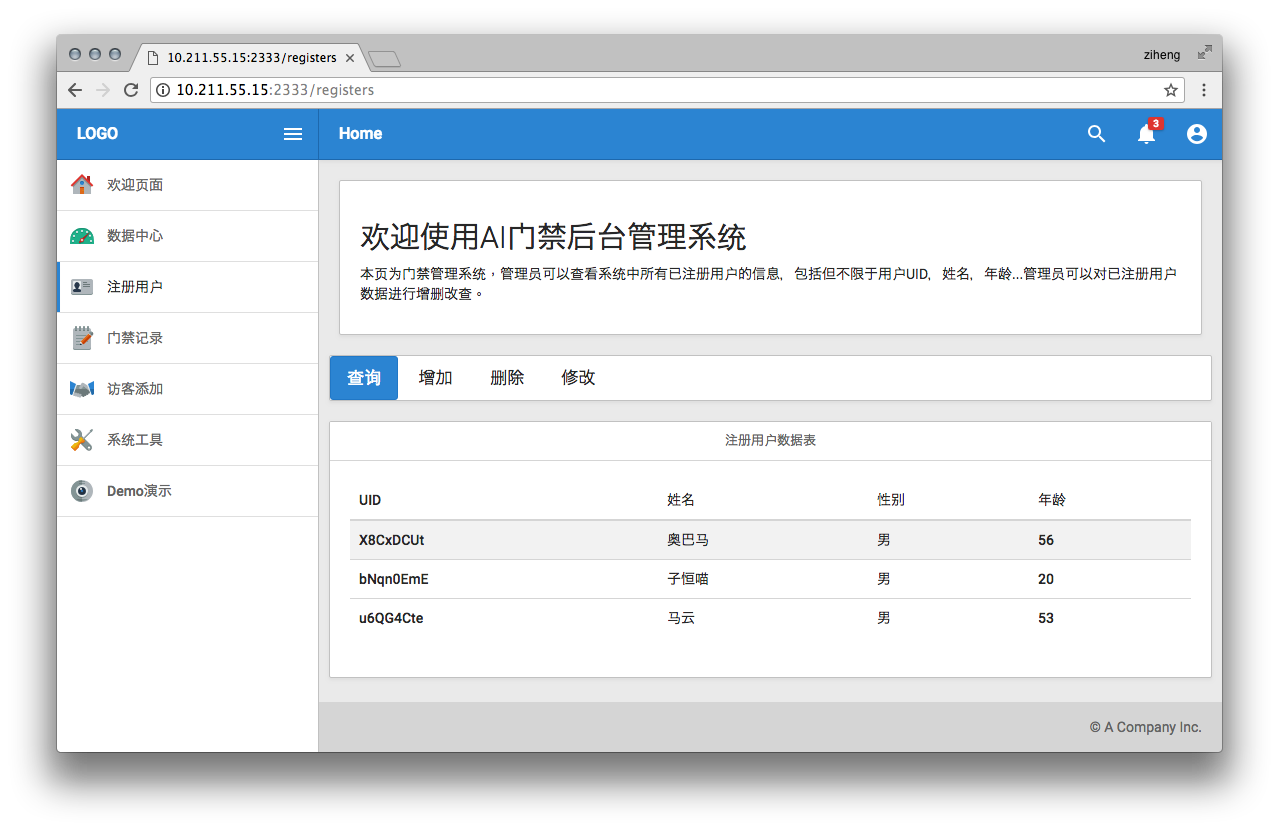 10.211.55.15:2333/registers
ziheng
10.211.55.15:2333/registers
LOGO
Home
3
欢迎页面
数据中心
注册用户
门禁记录
访客添加
系统工具
Demo演示
欢迎使用AI门禁后台管理系统
本页为门禁管理系统，管理员可以查看系统中所有已注册用户的信息，包括但不限于用户UID，姓名，年龄...管理员可以对已注册用户
数据进行增删改查。
查询 增加 删除 修改
注册用户数据表
UID 姓名 性别 年龄
X8CxDCUt 奥巴马 男 56
bNqn0EmE 子恒喵 男 20
u6QG4Cte 马云 男 53
© A Company Inc.